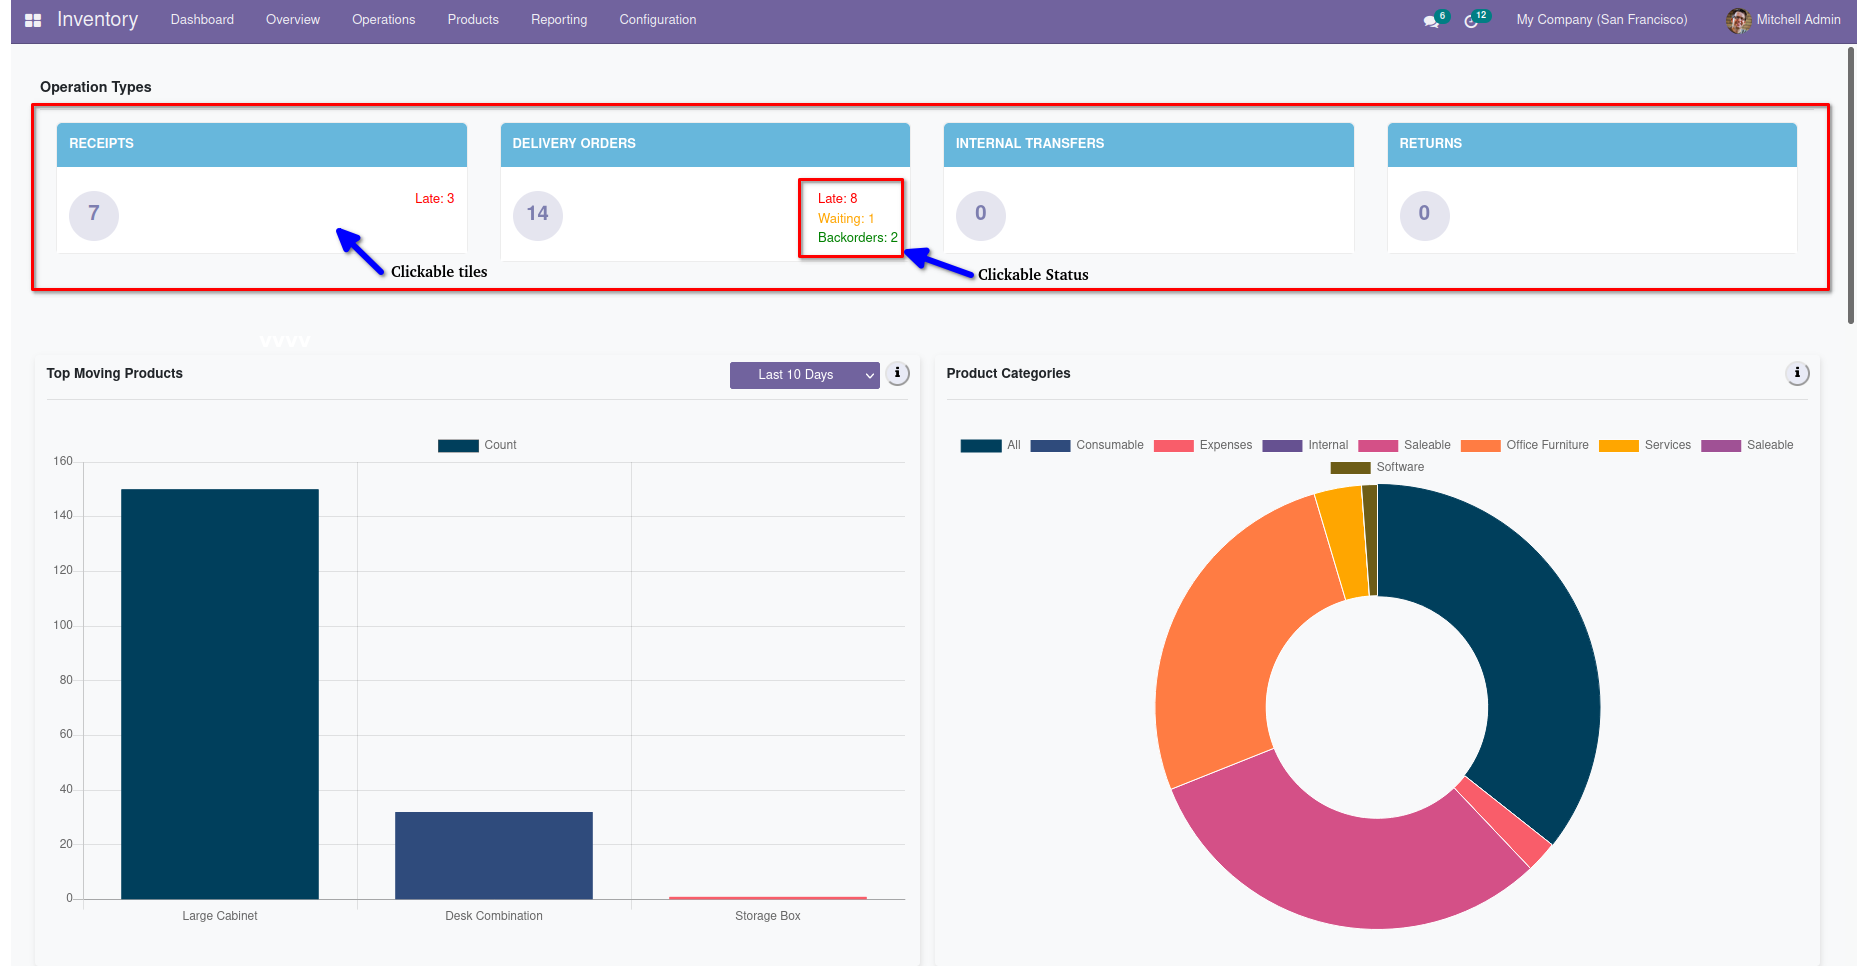 Inventory Dashboard Overview Operations Products Reporting Configuration 6 12 My Company (San Francisco) Mitchell Admin
Operation Types
RECEIPTS
7
Late: 3
Clickable tiles
DELIVERY ORDERS
14
Late: 8
Waiting: 1
Backorders: 2
Clickable Status
INTERNAL TRANSFERS
0
RETURNS
0
vvvv
Top Moving Products
Last 10 Days
i
Count
160
140
120
100
80
60
40
20
0
Large Cabinet Desk Combination Storage Box
Product Categories
i
All Consumable Expenses Internal Saleable Office Furniture Services Saleable
Software